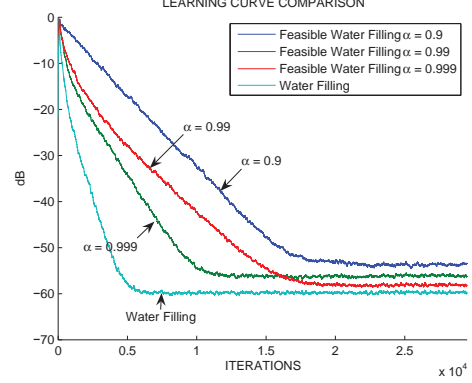 LEARNING CURVE COMPARISON
Feasible Water Filling α = 0.9
Feasible Water Filling α = 0.99
Feasible Water Filling α = 0.999
Water Filling
0
−10
−20
−30
−40
−50
−60
−70
dB
α = 0.99
α = 0.9
α = 0.999
Water Filling
0 0.5 1 1.5 2 2.5
ITERATIONS
x 10⁴